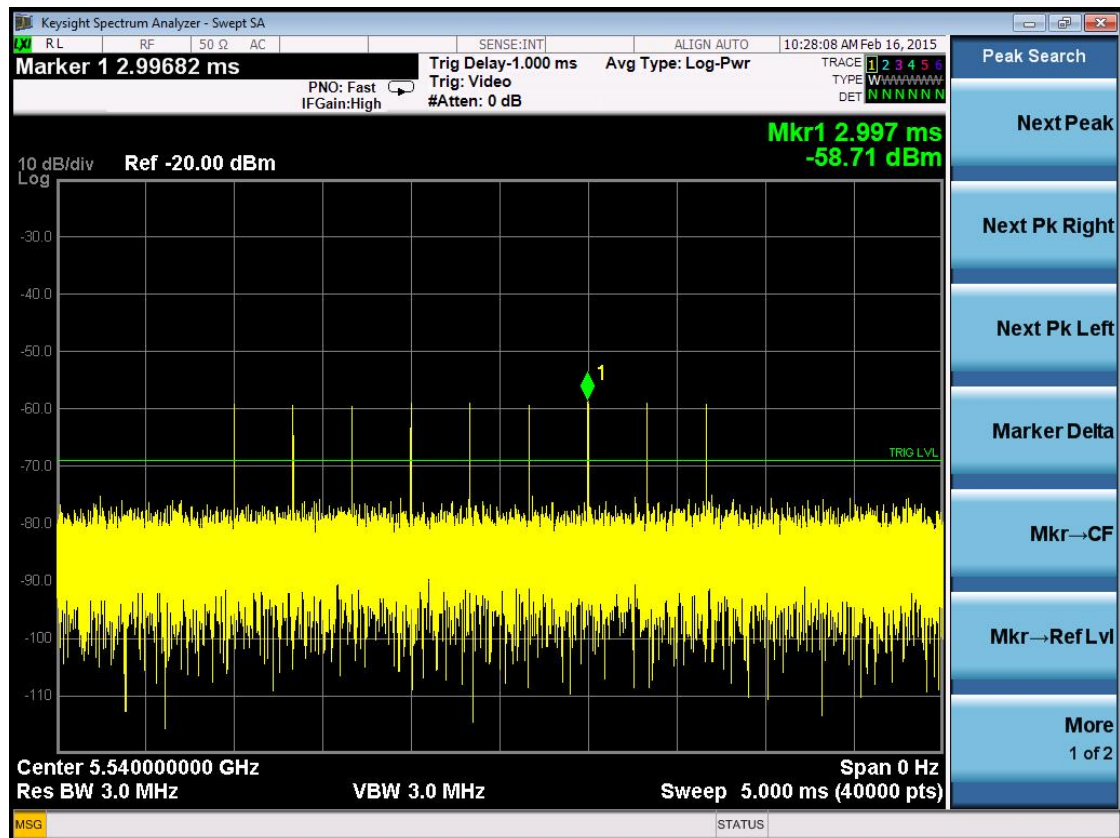 Keysight Spectrum Analyzer - Swept SA
LXI RL RF 50 Ω AC SENSE:INT ALIGN AUTO 10:28:08 AM Feb 16, 2015
Marker 1 2.99682 ms
PNO: Fast
IFGain:High
Trig Delay-1.000 ms
Trig: Video
#Atten: 0 dB
Avg Type: Log-Pwr
TRACE 1 2 3 4 5 6
TYPE WWWWWW
DET N N N N N N
Mkr1 2.997 ms
-58.71 dBm
10 dB/div Ref -20.00 dBm
Log
-30.0
-40.0
-50.0
1
-60.0
TRIG LVL
-70.0
-80.0
-90.0
-100
-110
Center 5.540000000 GHz Span 0 Hz
Res BW 3.0 MHz VBW 3.0 MHz Sweep 5.000 ms (40000 pts)
MSG STATUS
Peak Search
Next Peak
Next Pk Right
Next Pk Left
Marker Delta
Mkr→CF
Mkr→Ref Lvl
More
1 of 2